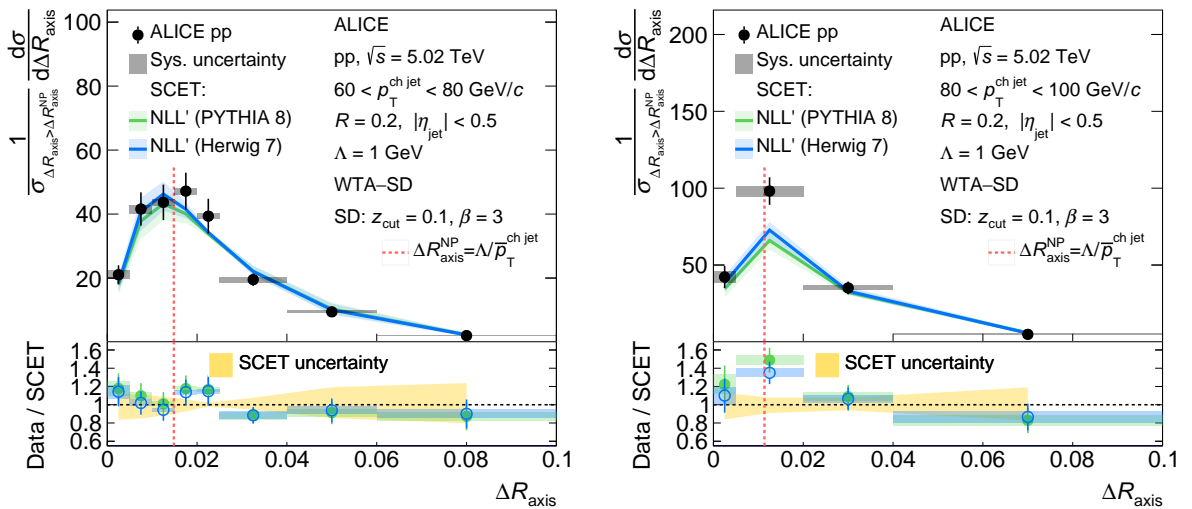 100
80
60
40
20
1
σ ΔR_axis>ΔR_axis^NP
dσ
dΔR_axis
ALICE pp
Sys. uncertainty
SCET:
NLL' (PYTHIA 8)
NLL' (Herwig 7)
ALICE
pp, √s = 5.02 TeV
60 < p_T^ch jet < 80 GeV/c
R = 0.2, |η_jet| < 0.5
Λ = 1 GeV
WTA–SD
SD: z_cut = 0.1, β = 3
ΔR_axis^NP=Λ/p̅_T^ch jet
Data / SCET
1.6
1.4
1.2
1.0
0.8
0.6
SCET uncertainty
0 0.02 0.04 0.06 0.08 0.1
ΔR_axis
200
150
100
50
1
σ ΔR_axis>ΔR_axis^NP
dσ
dΔR_axis
ALICE pp
Sys. uncertainty
SCET:
NLL' (PYTHIA 8)
NLL' (Herwig 7)
ALICE
pp, √s = 5.02 TeV
80 < p_T^ch jet < 100 GeV/c
R = 0.2, |η_jet| < 0.5
Λ = 1 GeV
WTA–SD
SD: z_cut = 0.1, β = 3
ΔR_axis^NP=Λ/p̅_T^ch jet
Data / SCET
1.6
1.4
1.2
1.0
0.8
0.6
SCET uncertainty
0 0.02 0.04 0.06 0.08 0.1
ΔR_axis